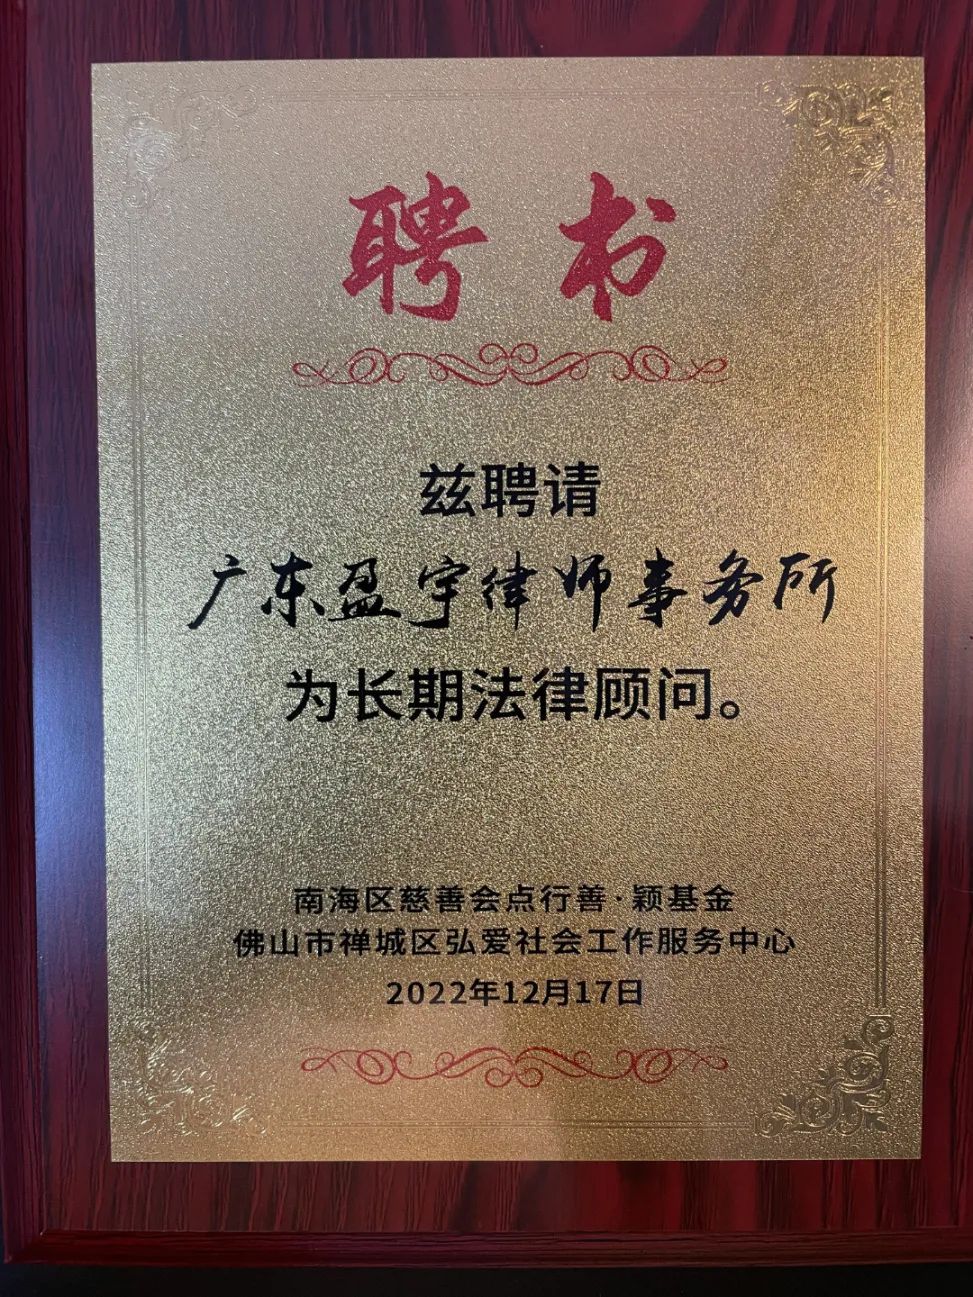 聘书
兹聘请
广东盈宇律师事务所
为长期法律顾问。
南海区慈善会点行善·颖基金
佛山市禅城区弘爱社会工作服务中心
2022年12月17日